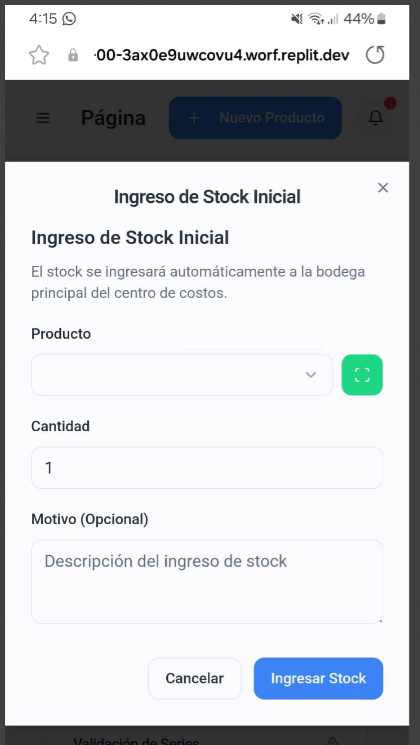 4:15 44%
·00-3ax0e9uwcovu4.worf.replit.dev
Página + Nuevo Producto
Ingreso de Stock Inicial
Ingreso de Stock Inicial
El stock se ingresará automáticamente a la bodega
principal del centro de costos.
Producto
Cantidad
1
Motivo (Opcional)
Descripción del ingreso de stock
Cancelar Ingresar Stock
Validación de Series